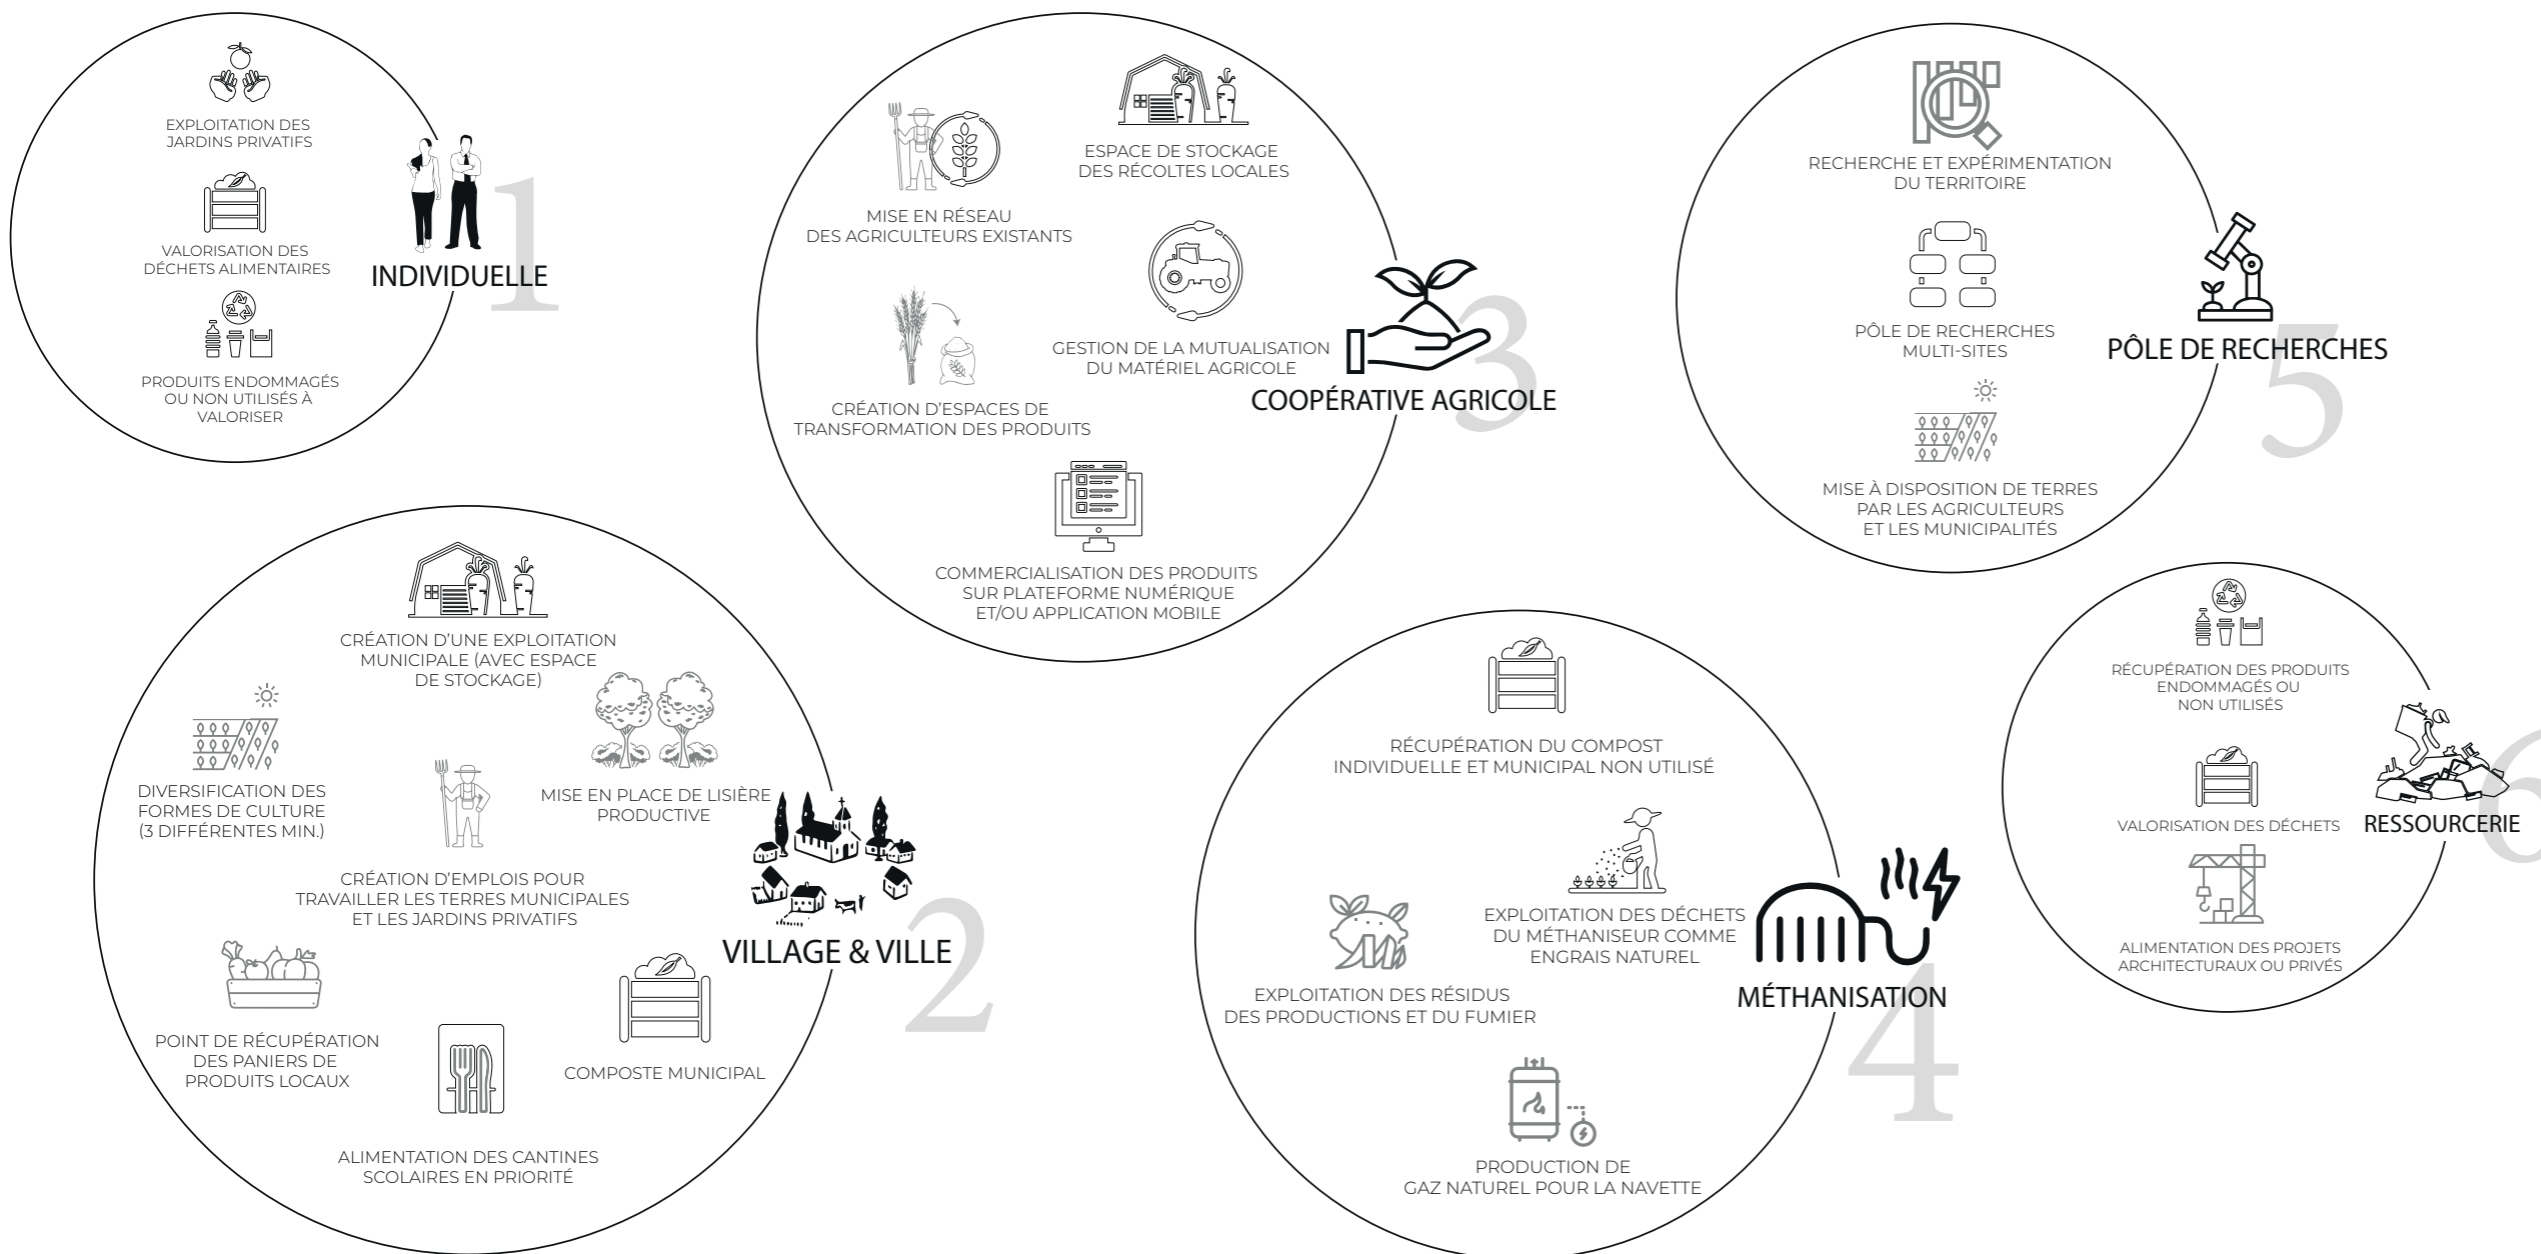 EXPLOITATION DES
JARDINS PRIVATIFS
VALORISATION DES
DÉCHETS ALIMENTAIRES
PRODUITS ENDOMMAGÉS
OU NON UTILISÉS À
VALORISER
1
INDIVIDUELLE
CRÉATION D'UNE EXPLOITATION
MUNICIPALE (AVEC ESPACE
DE STOCKAGE)
DIVERSIFICATION DES
FORMES DE CULTURE
(3 DIFFÉRENTES MIN.)
MISE EN PLACE DE LISIÈRE
PRODUCTIVE
CRÉATION D'EMPLOIS POUR
TRAVAILLER LES TERRES MUNICIPALES
ET LES JARDINS PRIVATIFS
POINT DE RÉCUPÉRATION
DES PANIERS DE
PRODUITS LOCAUX
COMPOSTE MUNICIPAL
ALIMENTATION DES CANTINES
SCOLAIRES EN PRIORITÉ
2
VILLAGE & VILLE
ESPACE DE STOCKAGE
DES RÉCOLTES LOCALES
MISE EN RÉSEAU
DES AGRICULTEURS EXISTANTS
GESTION DE LA MUTUALISATION
DU MATÉRIEL AGRICOLE
CRÉATION D'ESPACES DE
TRANSFORMATION DES PRODUITS
COMMERCIALISATION DES PRODUITS
SUR PLATEFORME NUMÉRIQUE
ET/OU APPLICATION MOBILE
3
COOPÉRATIVE AGRICOLE
RÉCUPÉRATION DU COMPOST
INDIVIDUELLE ET MUNICIPAL NON UTILISÉ
EXPLOITATION DES DÉCHETS
DU MÉTHANISEUR COMME
ENGRAIS NATUREL
EXPLOITATION DES RÉSIDUS
DES PRODUCTIONS ET DU FUMIER
PRODUCTION DE
GAZ NATUREL POUR LA NAVETTE
4
MÉTHANISATION
RECHERCHE ET EXPÉRIMENTATION
DU TERRITOIRE
PÔLE DE RECHERCHES
MULTI-SITES
MISE À DISPOSITION DE TERRES
PAR LES AGRICULTEURS
ET LES MUNICIPALITÉS
5
PÔLE DE RECHERCHES
RÉCUPÉRATION DES PRODUITS
ENDOMMAGÉS OU
NON UTILISÉS
VALORISATION DES DÉCHETS
ALIMENTATION DES PROJETS
ARCHITECTURAUX OU PRIVÉS
6
RESSOURCERIE